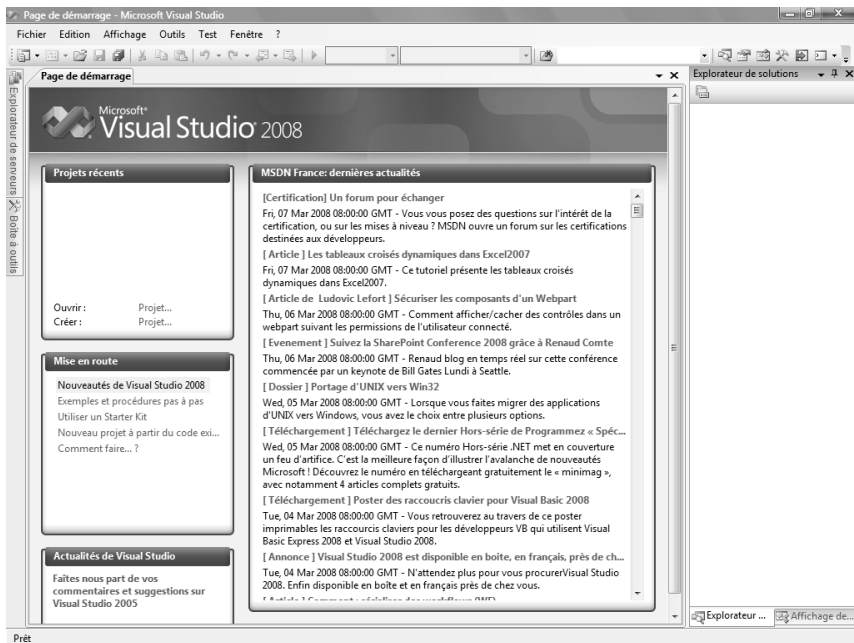 Page de démarrage - Microsoft Visual Studio
Fichier Edition Affichage Outils Test Fenêtre ?
Explorateur de serveurs
Boîte à outils
Page de démarrage
Microsoft®
Visual Studio® 2008
Projets récents
Ouvrir : Projet...
Créer : Projet...
Mise en route
Nouveautés de Visual Studio 2008
Exemples et procédures pas à pas
Utiliser un Starter Kit
Nouveau projet à partir du code exi...
Comment faire... ?
Actualités de Visual Studio
Faîtes nous part de vos
commentaires et suggestions sur
Visual Studio 2005
MSDN France: dernières actualités
[Certification] Un forum pour échanger
Fri, 07 Mar 2008 08:00:00 GMT - Vous vous posez des questions sur l'intérêt de la
certification, ou sur les mises à niveau ? MSDN ouvre un forum sur les certifications
destinées aux développeurs.
[ Article ] Les tableaux croisés dynamiques dans Excel2007
Fri, 07 Mar 2008 08:00:00 GMT - Ce tutoriel présente les tableaux croisés
dynamiques dans Excel2007.
[ Article de Ludovic Lefort ] Sécuriser les composants d'un Webpart
Thu, 06 Mar 2008 08:00:00 GMT - Comment afficher/cacher des contrôles dans un
webpart suivant les permissions de l'utilisateur connecté.
[ Evenement ] Suivez la SharePoint Conference 2008 grâce à Renaud Comte
Thu, 06 Mar 2008 08:00:00 GMT - Renaud blog en temps réel sur cette conférence
commencée par un keynote de Bill Gates Lundi à Seattle.
[ Dossier ] Portage d'UNIX vers Win32
Wed, 05 Mar 2008 08:00:00 GMT - Lorsque vous faites migrer des applications
d'UNIX vers Windows, vous avez le choix entre plusieurs options.
[ Téléchargement ] Téléchargez le dernier Hors-série de Programmez « Spéc...
Wed, 05 Mar 2008 08:00:00 GMT - Ce numéro Hors-série .NET met en couverture
un feu d'artifice. C'est la meilleure façon d'illustrer l'avalanche de nouveautés
Microsoft ! Découvrez le numéro en téléchargeant gratuitement le « minimag »,
avec notamment 4 articles complets gratuits.
[ Téléchargement ] Poster des raccoucris clavier pour Visual Basic 2008
Tue, 04 Mar 2008 08:00:00 GMT - Vous retrouverez au travers de ce poster
imprimables les raccourcis claviers pour les développeurs VB qui utilisent Visual
Basic Express 2008 et Visual Studio 2008.
[ Annonce ] Visual Studio 2008 est disponible en boite, en français, près de ch...
Tue, 04 Mar 2008 08:00:00 GMT - N'attendez plus pour vous procurerVisual Studio
2008. Enfin disponible en boîte et en français près de chez vous.
[ Article ] Comment : sérialiser des workflows (WF)
Explorateur de solutions
Explorateur ... Affichage de...
Prêt